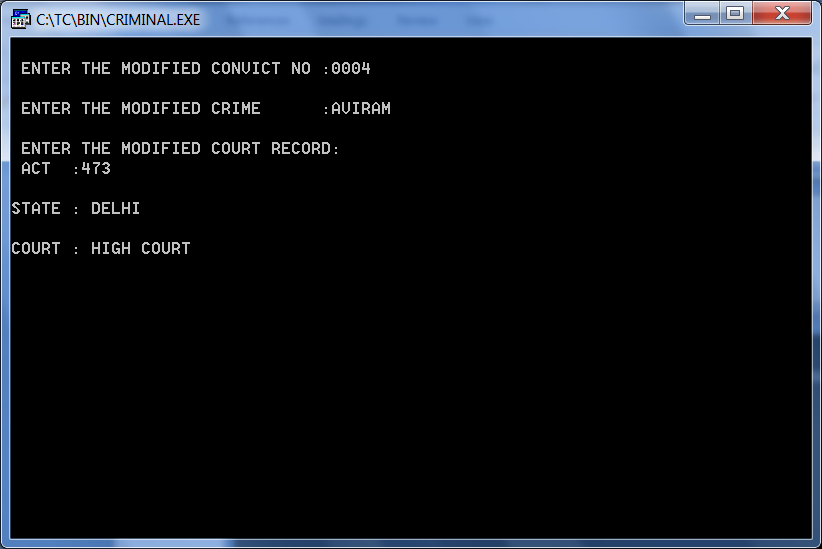 C:\TC\BIN\CRIMINAL.EXE
ENTER THE MODIFIED CONVICT NO :0004
ENTER THE MODIFIED CRIME      :AVIRAM
ENTER THE MODIFIED COURT RECORD:
ACT  :473
STATE : DELHI
COURT : HIGH COURT